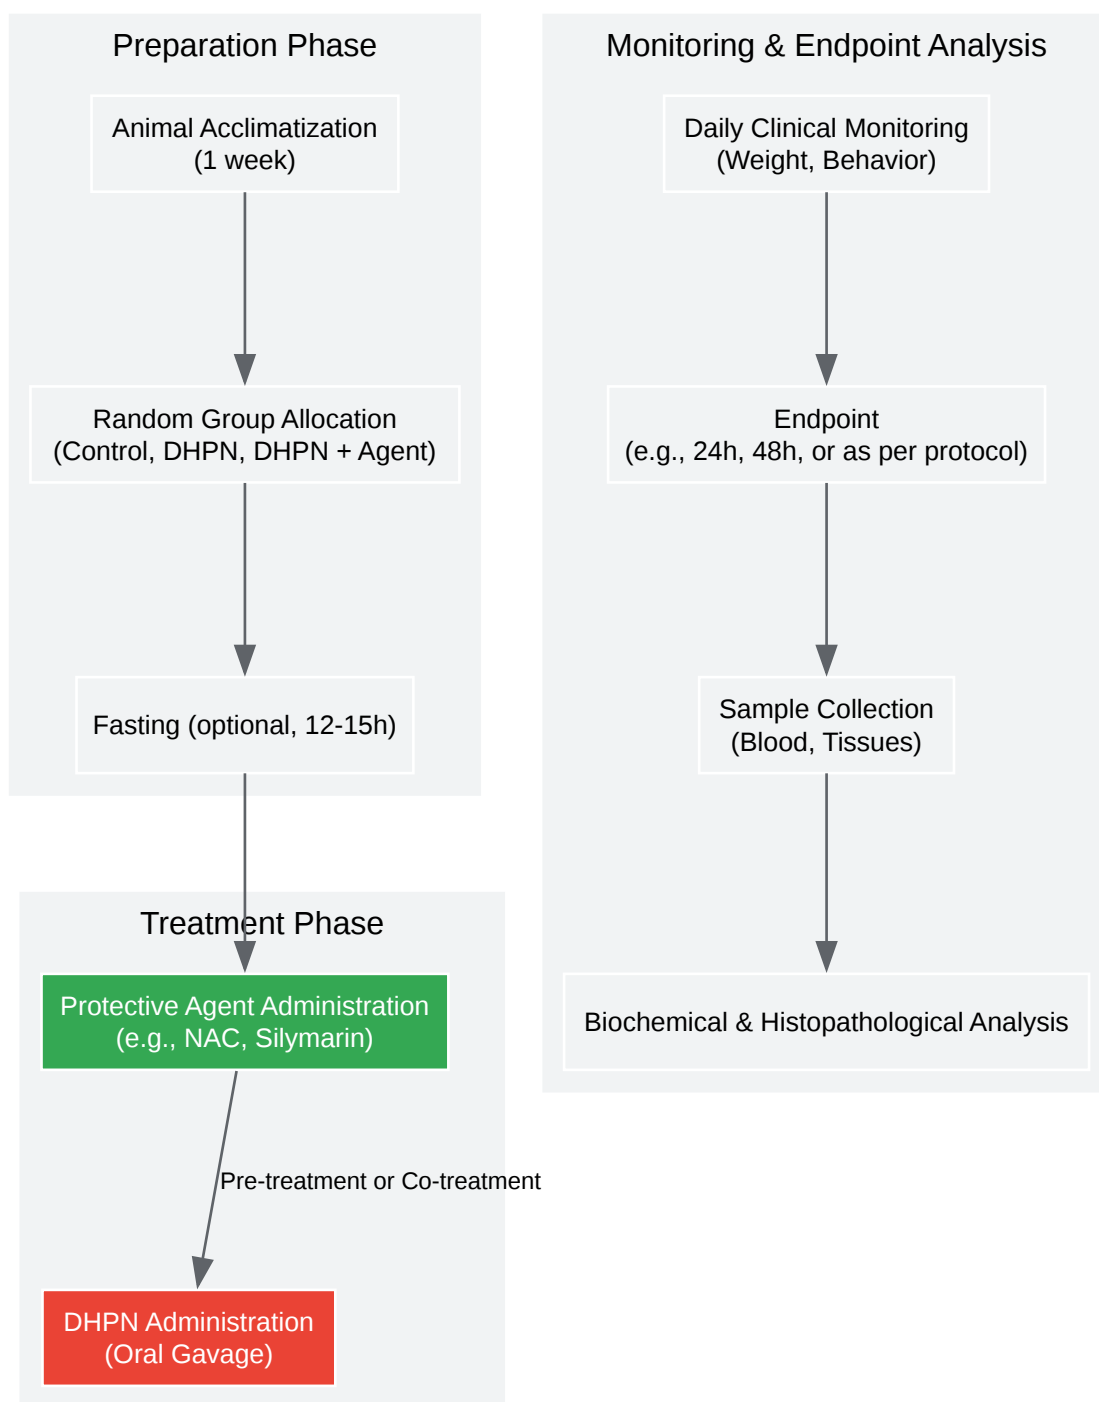 Preparation Phase
Animal Acclimatization
(1 week)
Random Group Allocation
(Control, DHPN, DHPN + Agent)
Fasting (optional, 12-15h)
Treatment Phase
Protective Agent Administration
(e.g., NAC, Silymarin)
Pre-treatment or Co-treatment
DHPN Administration
(Oral Gavage)
Monitoring & Endpoint Analysis
Daily Clinical Monitoring
(Weight, Behavior)
Endpoint
(e.g., 24h, 48h, or as per protocol)
Sample Collection
(Blood, Tissues)
Biochemical & Histopathological Analysis